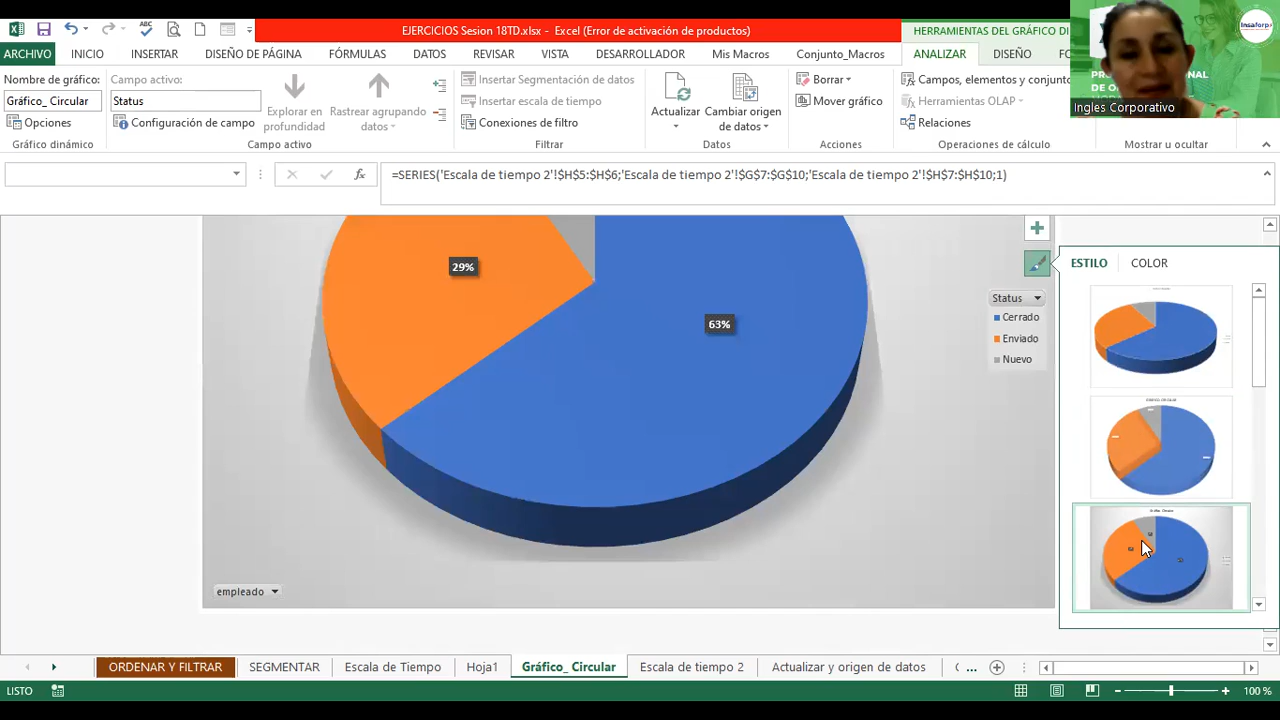 EJERCICIOS Sesion 18TD.xlsx - Excel (Error de activación de productos)
HERRAMIENTAS DEL GRÁFICO DI
ARCHIVO INICIO INSERTAR DISEÑO DE PÁGINA FÓRMULAS DATOS REVISAR VISTA DESARROLLADOR Mis Macros Conjunto_Macros ANALIZAR DISEÑO
Nombre de gráfico:
Gráfico_ Circular
Opciones
Gráfico dinámico
Campo activo:
Status
Configuración de campo
Explorar en profundidad
Rastrear agrupando datos
Campo activo
Insertar Segmentación de datos
Insertar escala de tiempo
Conexiones de filtro
Filtrar
Actualizar
Cambiar origen de datos
Datos
Borrar
Mover gráfico
Acciones
Campos, elementos y conjunto
Herramientas OLAP
Relaciones
Operaciones de cálculo
Mostrar u ocultar
Insaforp
Ingles Corporativo
=SERIES('Escala de tiempo 2'!$H$5:$H$6;'Escala de tiempo 2'!$G$7:$G$10;'Escala de tiempo 2'!$H$7:$H$10;1)
29%
63%
Status
Cerrado
Enviado
Nuevo
empleado
ESTILO COLOR
ORDENAR Y FILTRAR SEGMENTAR Escala de Tiempo Hoja1 Gráfico_ Circular Escala de tiempo 2 Actualizar y origen de datos ...
LISTO
100 %